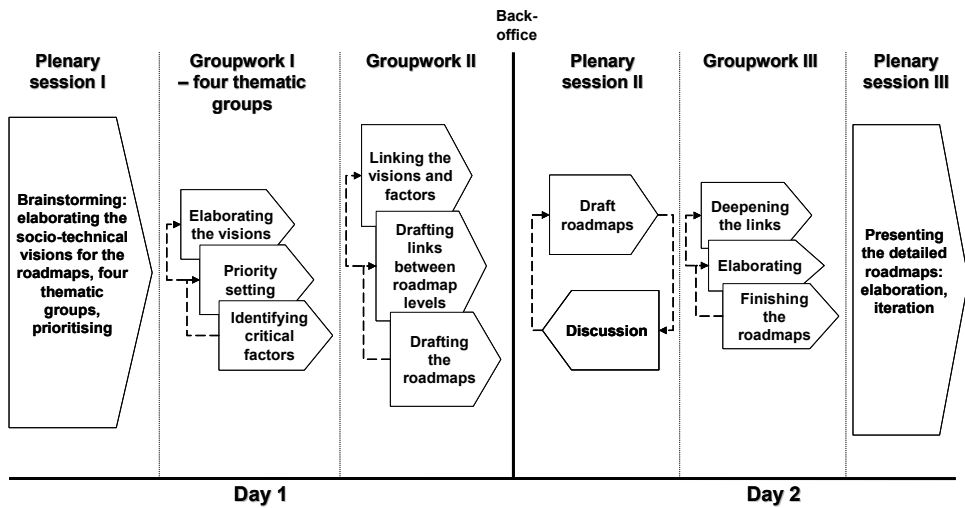 Back-
office
Plenary
session I
Groupwork I
– four thematic
groups
Groupwork II
Plenary
session II
Groupwork III
Plenary
session III
Brainstorming:
elaborating the
socio-technical
visions for the
roadmaps, four
thematic
groups,
prioritising
Elaborating
the visions
Priority
setting
Identifying
critical
factors
Linking the
visions and
factors
Drafting
links
between
roadmap
levels
Drafting
the
roadmaps
Draft
roadmaps
Discussion
Deepening
the links
Elaborating
Finishing
the
roadmaps
Presenting
the detailed
roadmaps:
elaboration,
iteration
Day 1
Day 2